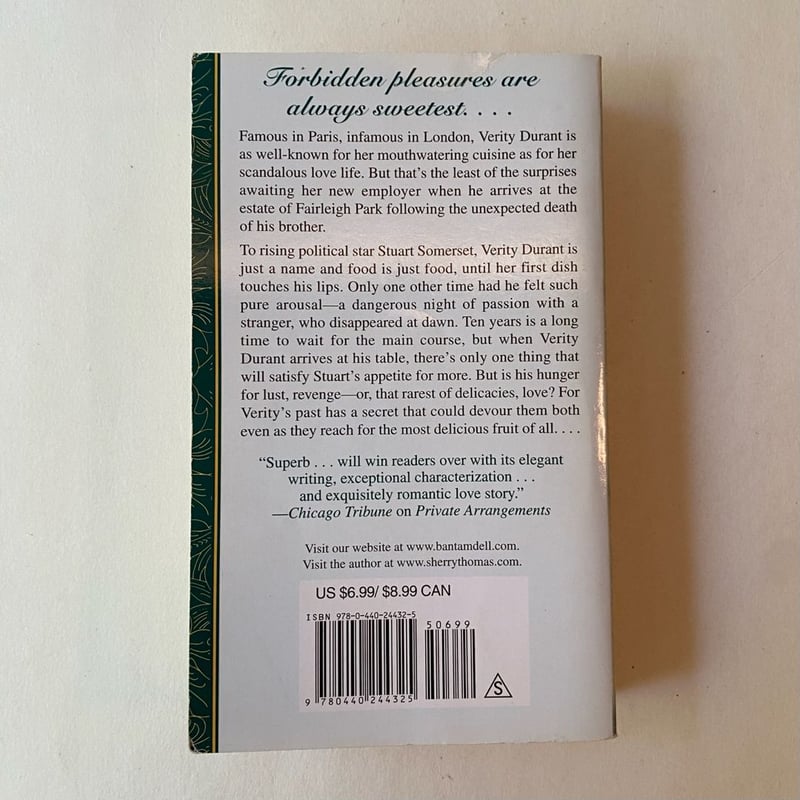 Forbidden pleasures are
always sweetest. . . .
Famous in Paris, infamous in London, Verity Durant is
as well-known for her mouthwatering cuisine as for her
scandalous love life. But that's the least of the surprises
awaiting her new employer when he arrives at the
estate of Fairleigh Park following the unexpected death
of his brother.
To rising political star Stuart Somerset, Verity Durant is
just a name and food is just food, until her first dish
touches his lips. Only one other time had he felt such
pure arousal—a dangerous night of passion with a
stranger, who disappeared at dawn. Ten years is a long
time to wait for the main course, but when Verity
Durant arrives at his table, there's only one thing that
will satisfy Stuart's appetite for more. But is his hunger
for lust, revenge—or, that rarest of delicacies, love? For
Verity's past has a secret that could devour them both
even as they reach for the most delicious fruit of all. . . .
“Superb . . . will win readers over with its elegant
writing, exceptional characterization . . .
and exquisitely romantic love story.”
—Chicago Tribune on Private Arrangements
Visit our website at www.bantamdell.com.
Visit the author at www.sherrythomas.com.
US $6.99/ $8.99 CAN
ISBN 978-0-440-24432-5
50699
9 780440 244325
S